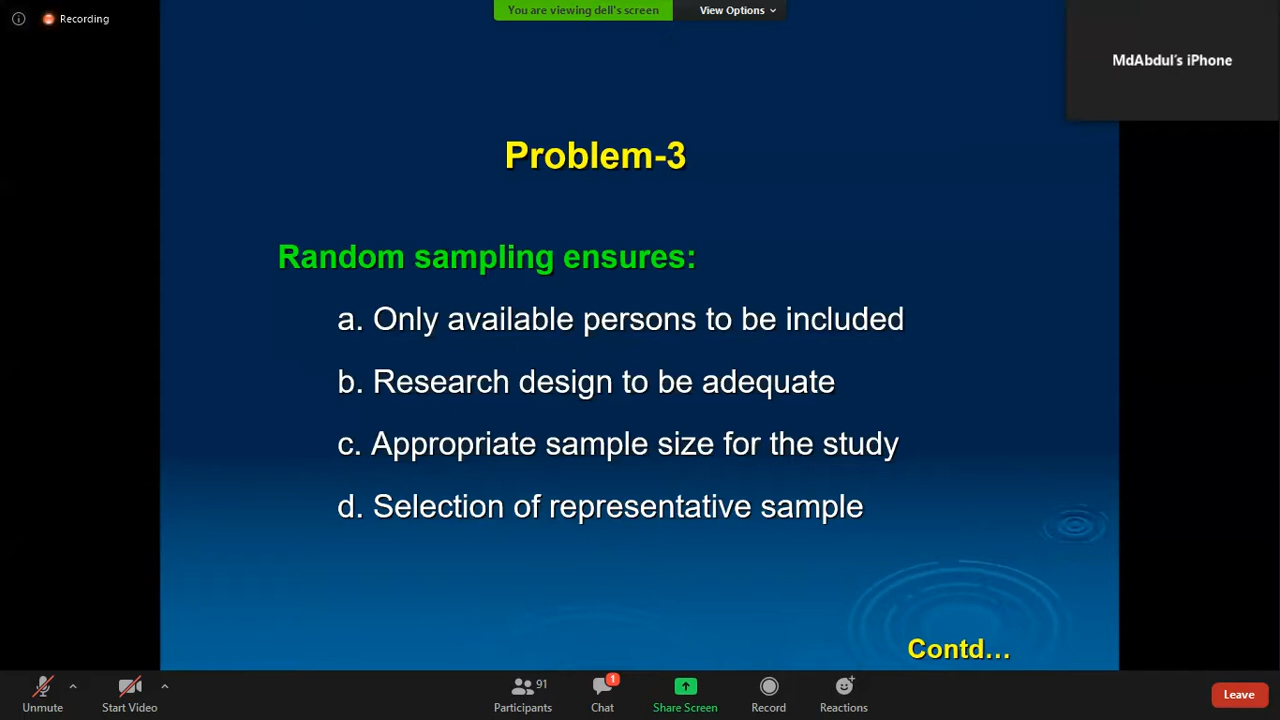 Recording
You are viewing dell's screen
View Options
MdAbdul's iPhone
Problem-3
Random sampling ensures:
a. Only available persons to be included
b. Research design to be adequate
c. Appropriate sample size for the study
d. Selection of representative sample
Contd...
Unmute
Start Video
91
Participants
1
Chat
Share Screen
Record
Reactions
Leave